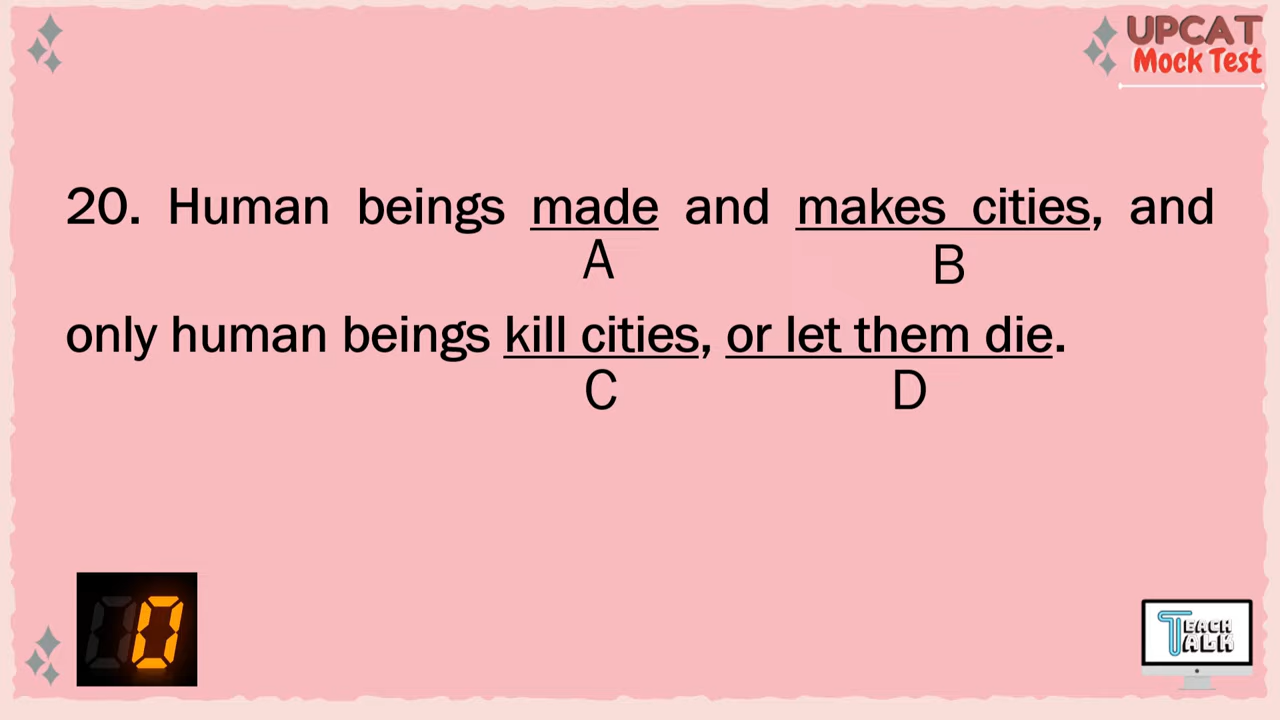 UPCAT
Mock Test
20. Human beings made and makes cities, and
A B
only human beings kill cities, or let them die.
C D
0
TEACH
TALK